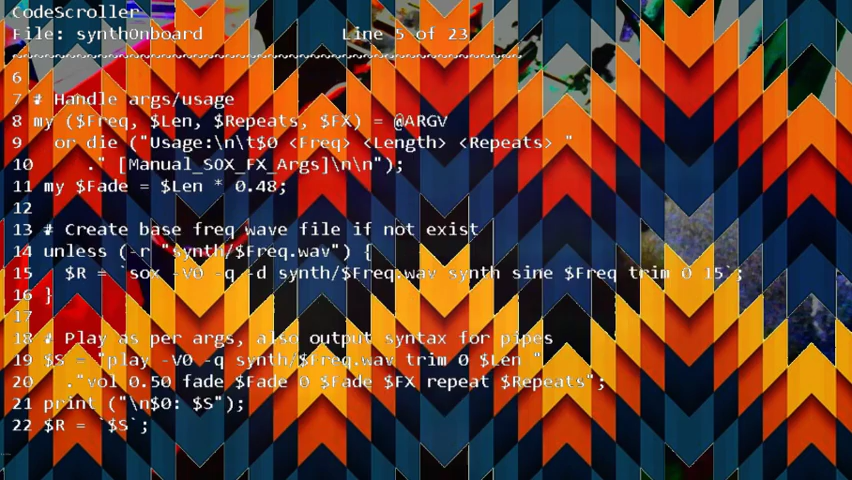 CodeScroller
File: synthOnboard Line 5 of 23
~~~~~~~~~~~~~~~~~~~~~~~~~~~~~~~~~~~~~~~~~~~~~~~~
6
7 # Handle args/usage
8 my ($Freq, $Len, $Repeats, $FX) = @ARGV
9   or die ("Usage:\n\t$0 <Freq> <Length> <Repeats> "
10      ." [Manual_SOX_FX_Args]\n\n");
11 my $Fade = $Len * 0.48;
12
13 # Create base freq wave file if not exist
14 unless (-r "synth/$Freq.wav") {
15   $R = `sox -V0 -q -d synth/$Freq.wav synth sine $Freq trim 0 15`;
16 }
17
18 # Play as per args, also output syntax for pipes
19 $S = "play -V0 -q synth/$Freq.wav trim 0 $Len "
20   ."vol 0.50 fade $Fade 0 $Fade $FX repeat $Repeats";
21 print ("\n$0: $S");
22 $R = `$S`;